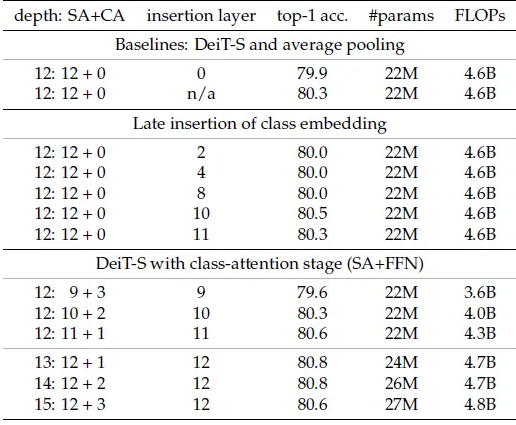 depth: SA+CA insertion layer top-1 acc. #params FLOPs
Baselines: DeiT-S and average pooling
12: 12 + 0 0 79.9 22M 4.6B
12: 12 + 0 n/a 80.3 22M 4.6B
Late insertion of class embedding
12: 12 + 0 2 80.0 22M 4.6B
12: 12 + 0 4 80.0 22M 4.6B
12: 12 + 0 8 80.0 22M 4.6B
12: 12 + 0 10 80.5 22M 4.6B
12: 12 + 0 11 80.3 22M 4.6B
DeiT-S with class-attention stage (SA+FFN)
12: 9 + 3 9 79.6 22M 3.6B
12: 10 + 2 10 80.3 22M 4.0B
12: 11 + 1 11 80.6 22M 4.3B
13: 12 + 1 12 80.8 24M 4.7B
14: 12 + 2 12 80.8 26M 4.7B
15: 12 + 3 12 80.6 27M 4.8B